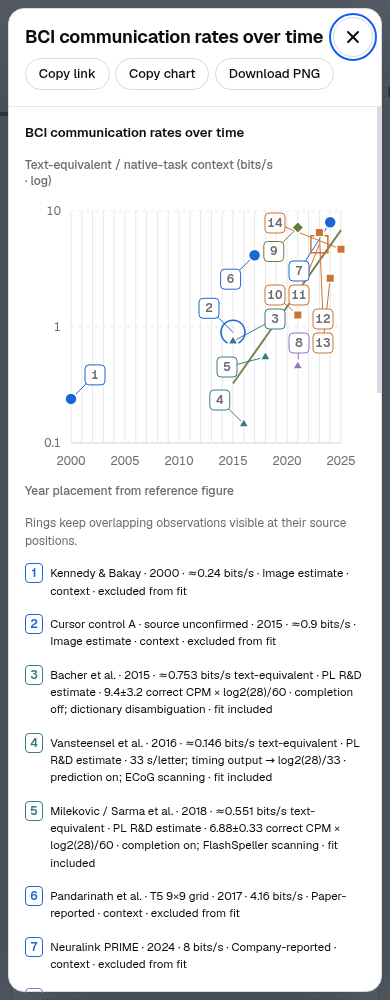 BCI communication rates over time
Copy link
Copy chart
Download PNG
BCI communication rates over time
Text-equivalent / native-task context (bits/s
· log)
10
14
9
6
7
2
10
11
3
12
1
8
13
1
5
4
0.1
2000
2005
2010
2015
2020
2025
Year placement from reference figure
Rings keep overlapping observations visible at their source
positions.
1 Kennedy & Bakay · 2000 · ≈0.24 bits/s · Image estimate ·
context · excluded from fit
2 Cursor control A · source unconfirmed · 2015 · ≈0.9 bits/s ·
Image estimate · context · excluded from fit
3 Bacher et al. · 2015 · ≈0.753 bits/s text-equivalent · PL R&D
estimate · 9.4±3.2 correct CPM × log2(28)/60 · completion
off; dictionary disambiguation · fit included
4 Vansteensel et al. · 2016 · ≈0.146 bits/s text-equivalent · PL
R&D estimate · 33 s/letter; timing output → log2(28)/33 ·
prediction on; ECoG scanning · fit included
5 Milekovic / Sarma et al. · 2018 · ≈0.551 bits/s text-
equivalent · PL R&D estimate · 6.88±0.33 correct CPM ×
log2(28)/60 · completion on; FlashSpeller scanning · fit
included
6 Pandarinath et al. · T5 9×9 grid · 2017 · 4.16 bits/s · Paper-
reported · context · excluded from fit
7 Neuralink PRIME · 2024 · 8 bits/s · Company-reported ·
context · excluded from fit